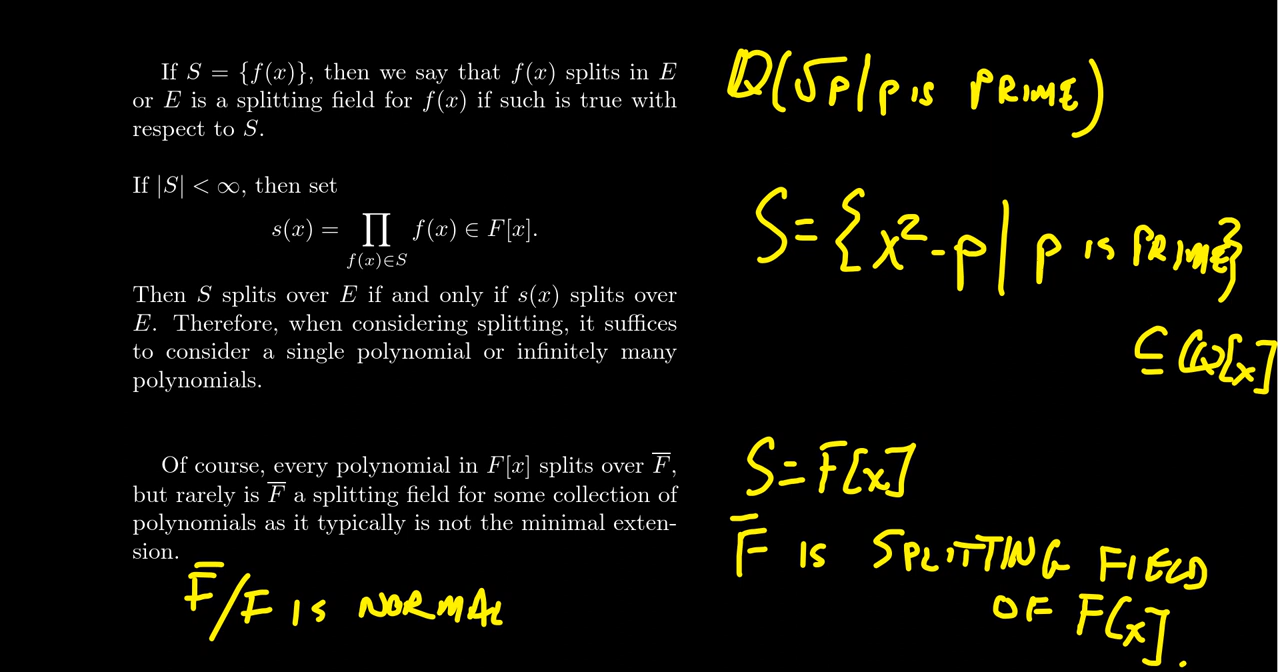 If S = {f(x)}, then we say that f(x) splits in E
or E is a splitting field for f(x) if such is true with
respect to S.
If |S| < ∞, then set
s(x) = ∏_{f(x)∈S} f(x) ∈ F[x].
Then S splits over E if and only if s(x) splits over
E. Therefore, when considering splitting, it suffices
to consider a single polynomial or infinitely many
polynomials.
Of course, every polynomial in F[x] splits over F̅,
but rarely is F̅ a splitting field for some collection of
polynomials as it typically is not the minimal exten-
sion.
F̅/F IS NORMAL
ℚ(√p | p IS PRIME)
S = {x² - p | p IS PRIME}
⊆ ℚ[x]
S = F[x]
F̅ IS SPLITTING FIELD
OF F[x].